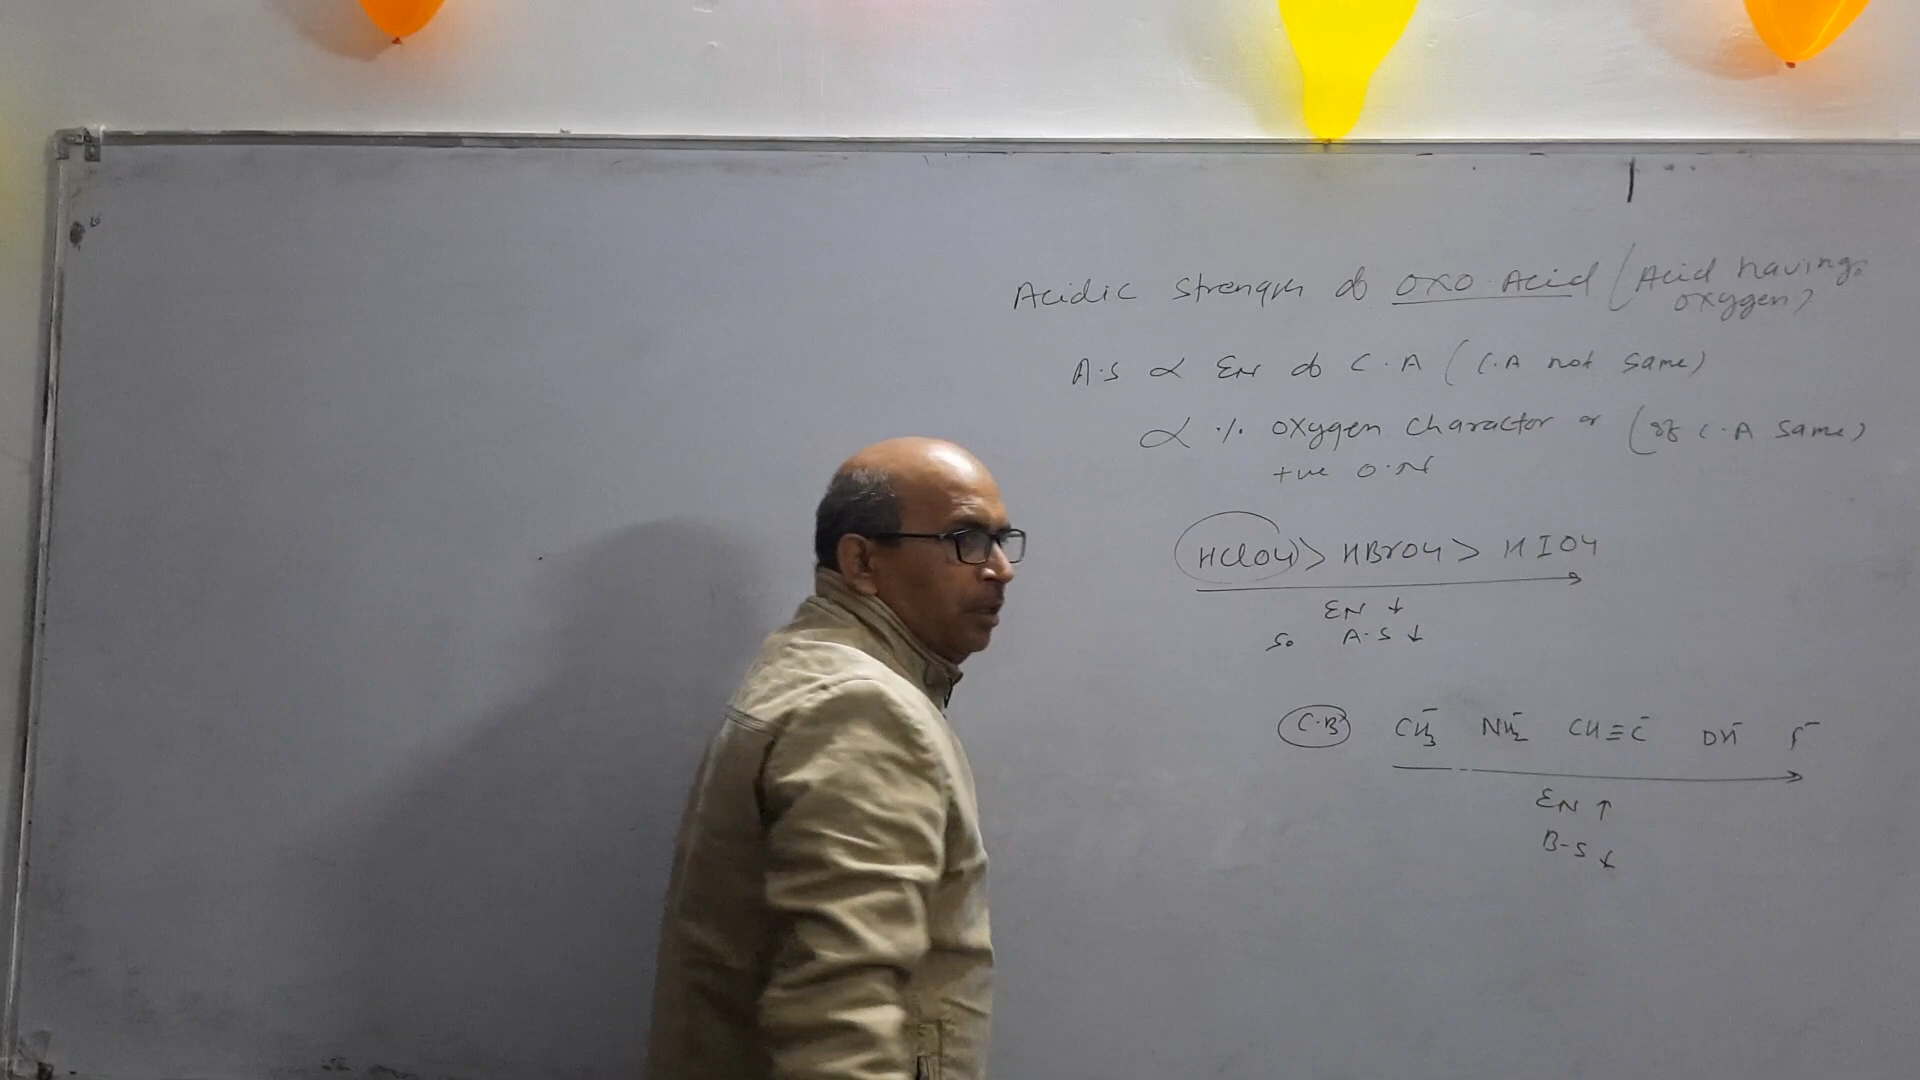 Acidic strength of oxo Acid (Acid having
oxygen)
A.S ∝ EN of C.A (C.A not same)
∝ % oxygen charactor or (If C.A same)
+ve O.N
HClO4 > HBrO4 > HIO4
EN ↓
So A.S ↓
C.B CH3⁻ NH2⁻ CH≡C⁻ OH⁻ F⁻
EN ↑
B-S ↓